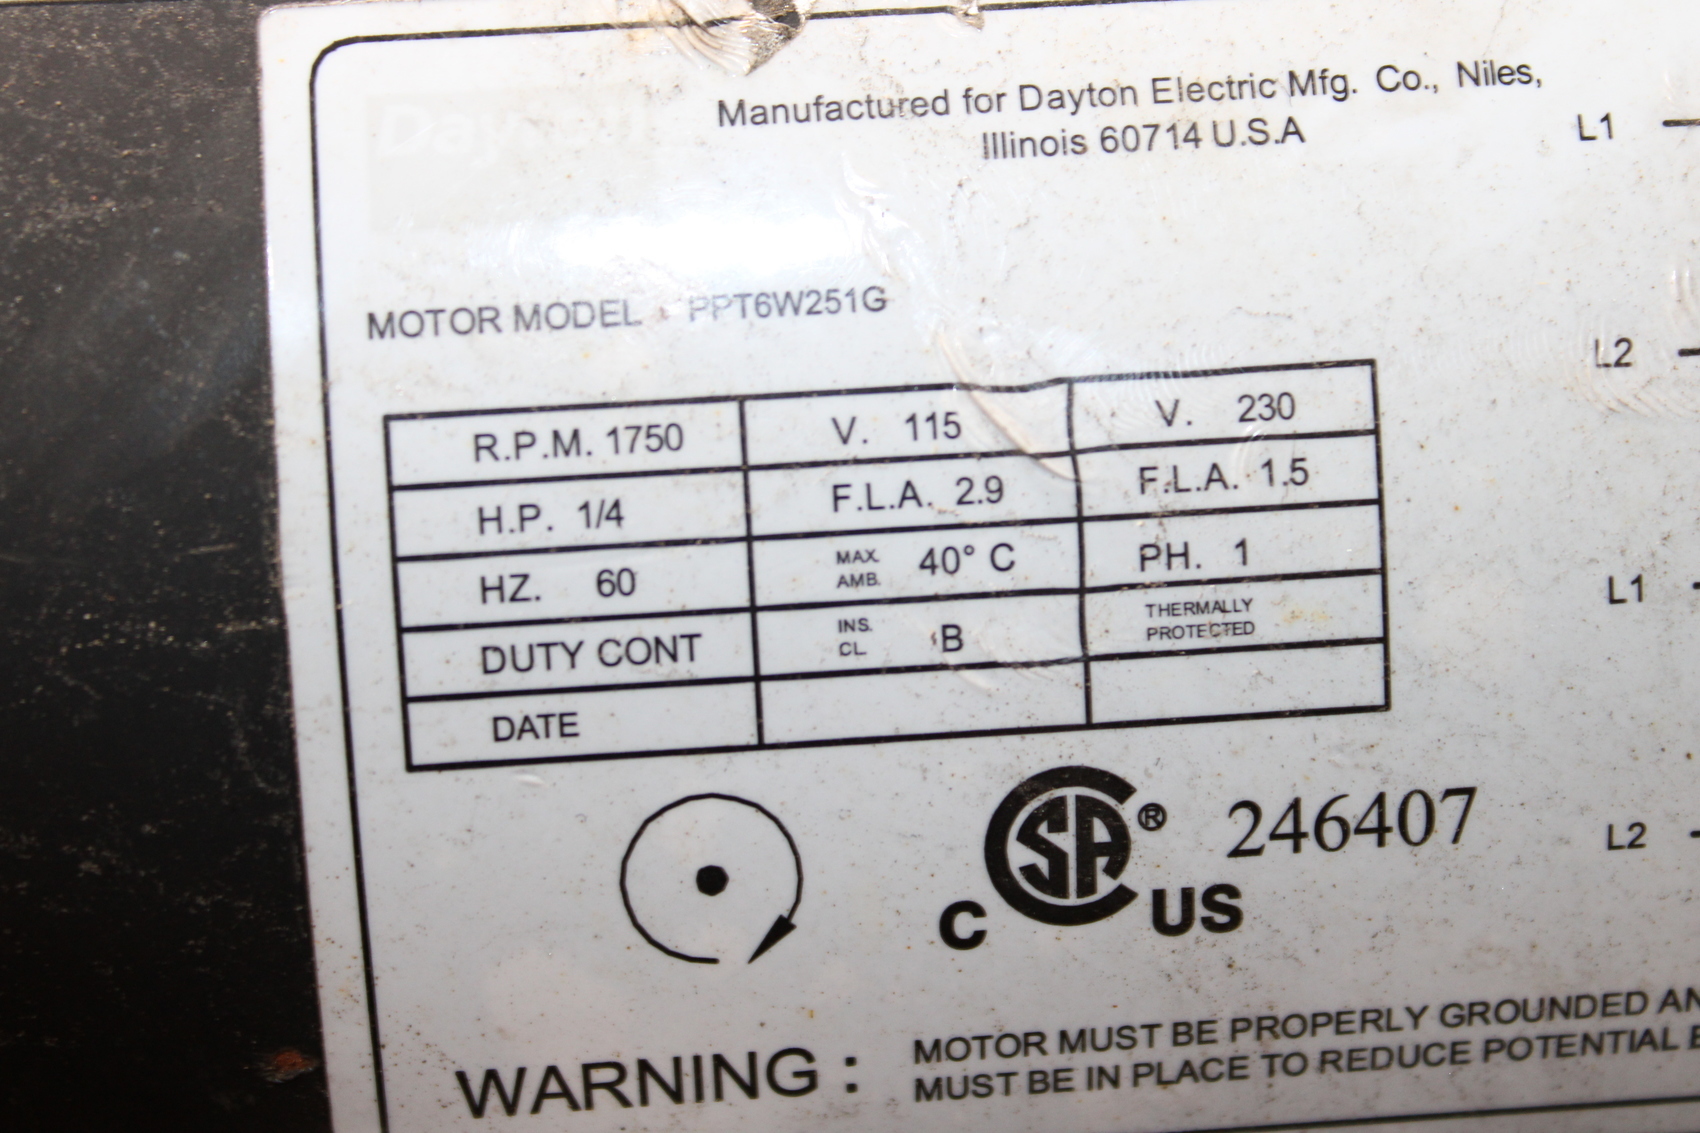 Dayton
Manufactured for Dayton Electric Mfg. Co., Niles,
Illinois 60714 U.S.A
MOTOR MODEL PPT6W251G
R.P.M. 1750 V. 115 V. 230
H.P. 1/4 F.L.A. 2.9 F.L.A. 1.5
HZ. 60 MAX. AMB. 40° C PH. 1
DUTY CONT INS. CL. B THERMALLY PROTECTED
DATE
L1
L2
L1
L2
C SA ® US 246407
WARNING : MOTOR MUST BE PROPERLY GROUNDED
MUST BE IN PLACE TO REDUCE POTENTIAL